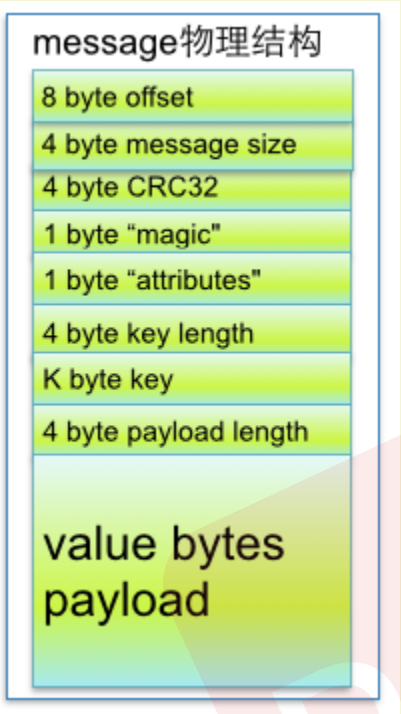 message物理结构
8 byte offset
4 byte message size
4 byte CRC32
1 byte “magic"
1 byte “attributes"
4 byte key length
K byte key
4 byte payload length
value bytes
payload